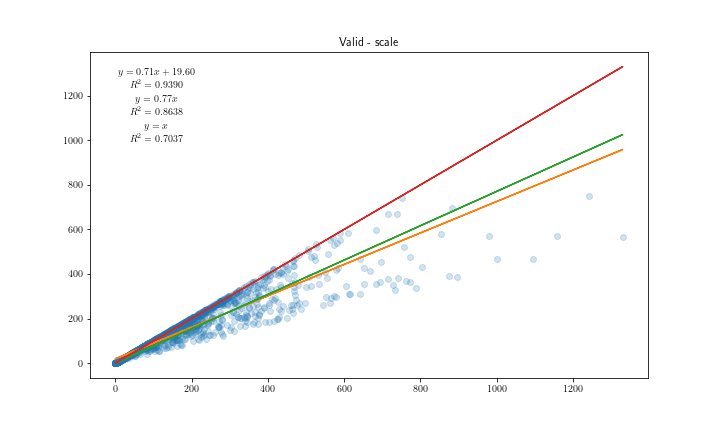 Valid - scale
y = 0.71x + 19.60
R² = 0.9390
y = 0.77x
R² = 0.8638
y = x
R² = 0.7037
1200
1000
800
600
400
200
0
0 200 400 600 800 1000 1200